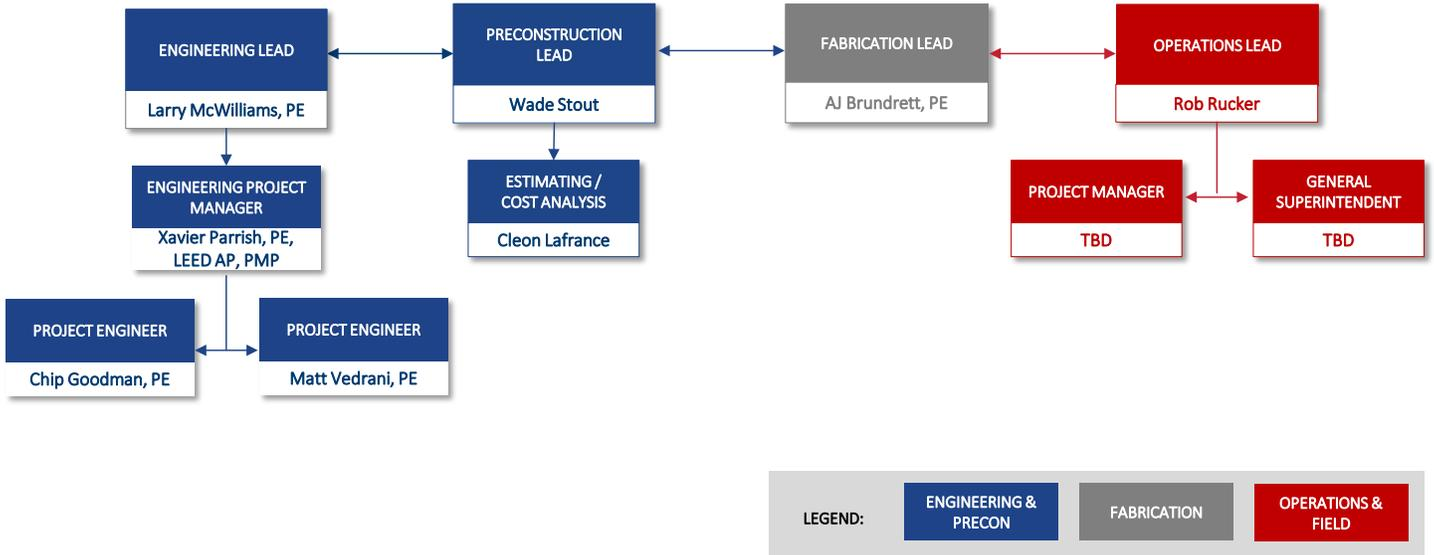 ENGINEERING LEAD
Larry McWilliams, PE
PRECONSTRUCTION
LEAD
Wade Stout
FABRICATION LEAD
AJ Brundrett, PE
OPERATIONS LEAD
Rob Rucker
ENGINEERING PROJECT
MANAGER
Xavier Parrish, PE,
LEED AP, PMP
ESTIMATING /
COST ANALYSIS
Cleon Lafrance
PROJECT MANAGER
TBD
GENERAL
SUPERINTENDENT
TBD
PROJECT ENGINEER
Chip Goodman, PE
PROJECT ENGINEER
Matt Vedrani, PE
LEGEND:
ENGINEERING &
PRECON
FABRICATION
OPERATIONS &
FIELD